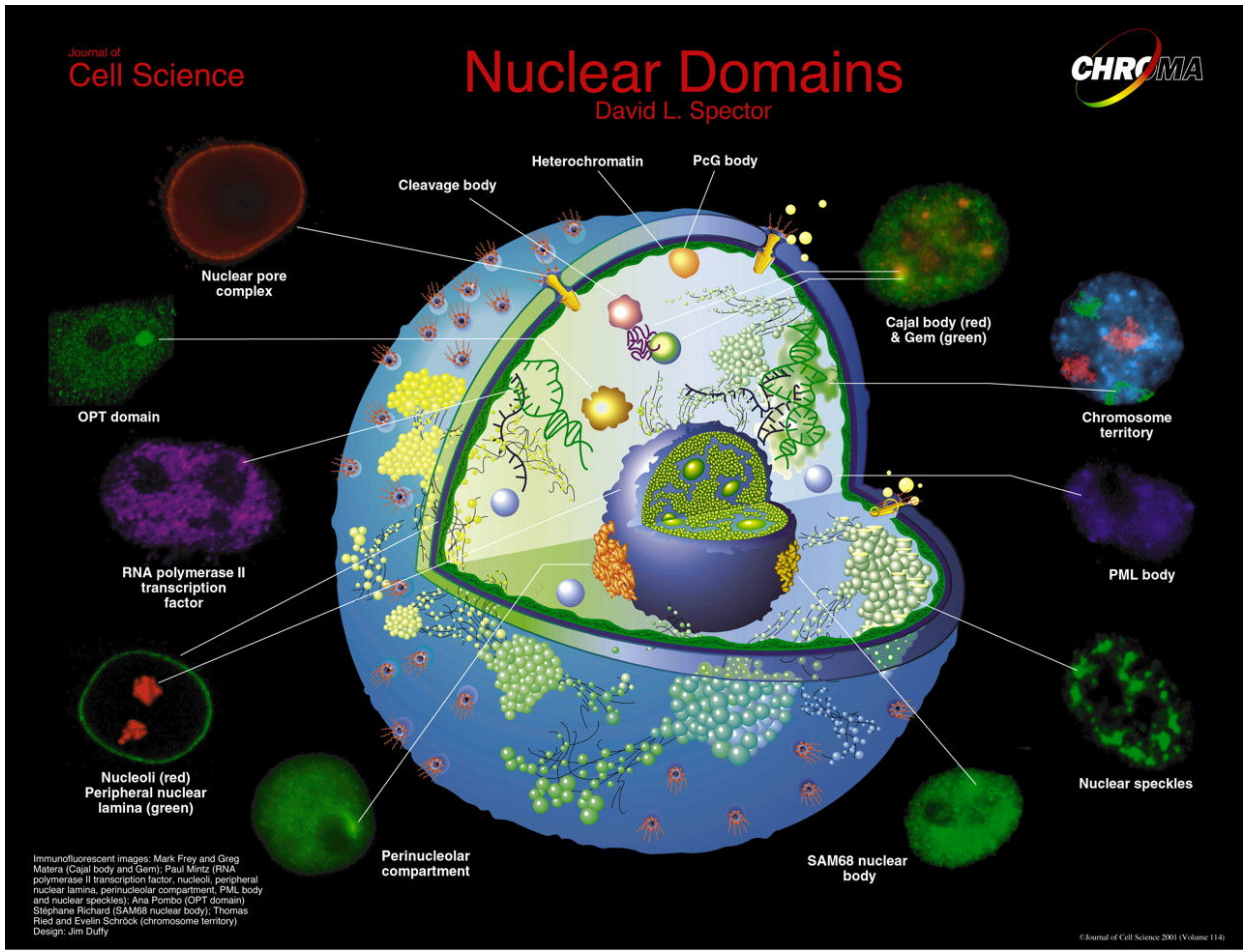 Journal of
Cell Science
Nuclear Domains
David L. Spector
CHROMA
Heterochromatin
PcG body
Cleavage body
Nuclear pore
complex
Cajal body (red)
& Gem (green)
OPT domain
Chromosome
territory
RNA polymerase II
transcription
factor
PML body
Nucleoli (red)
Peripheral nuclear
lamina (green)
Nuclear speckles
Perinucleolar
compartment
SAM68 nuclear
body
Immunofluorescent images: Mark Frey and Greg
Matera (Cajal body and Gem); Paul Mintz (RNA
polymerase II transcription factor, nucleoli, peripheral
nuclear lamina, perinucleolar compartment, PML body
and nuclear speckles); Ana Pombo (OPT domain)
Stéphane Richard (SAM68 nuclear body); Thomas
Ried and Evelin Schröck (chromosome territory)
Design: Jim Duffy
©Journal of Cell Science 2001 (Volume 114)